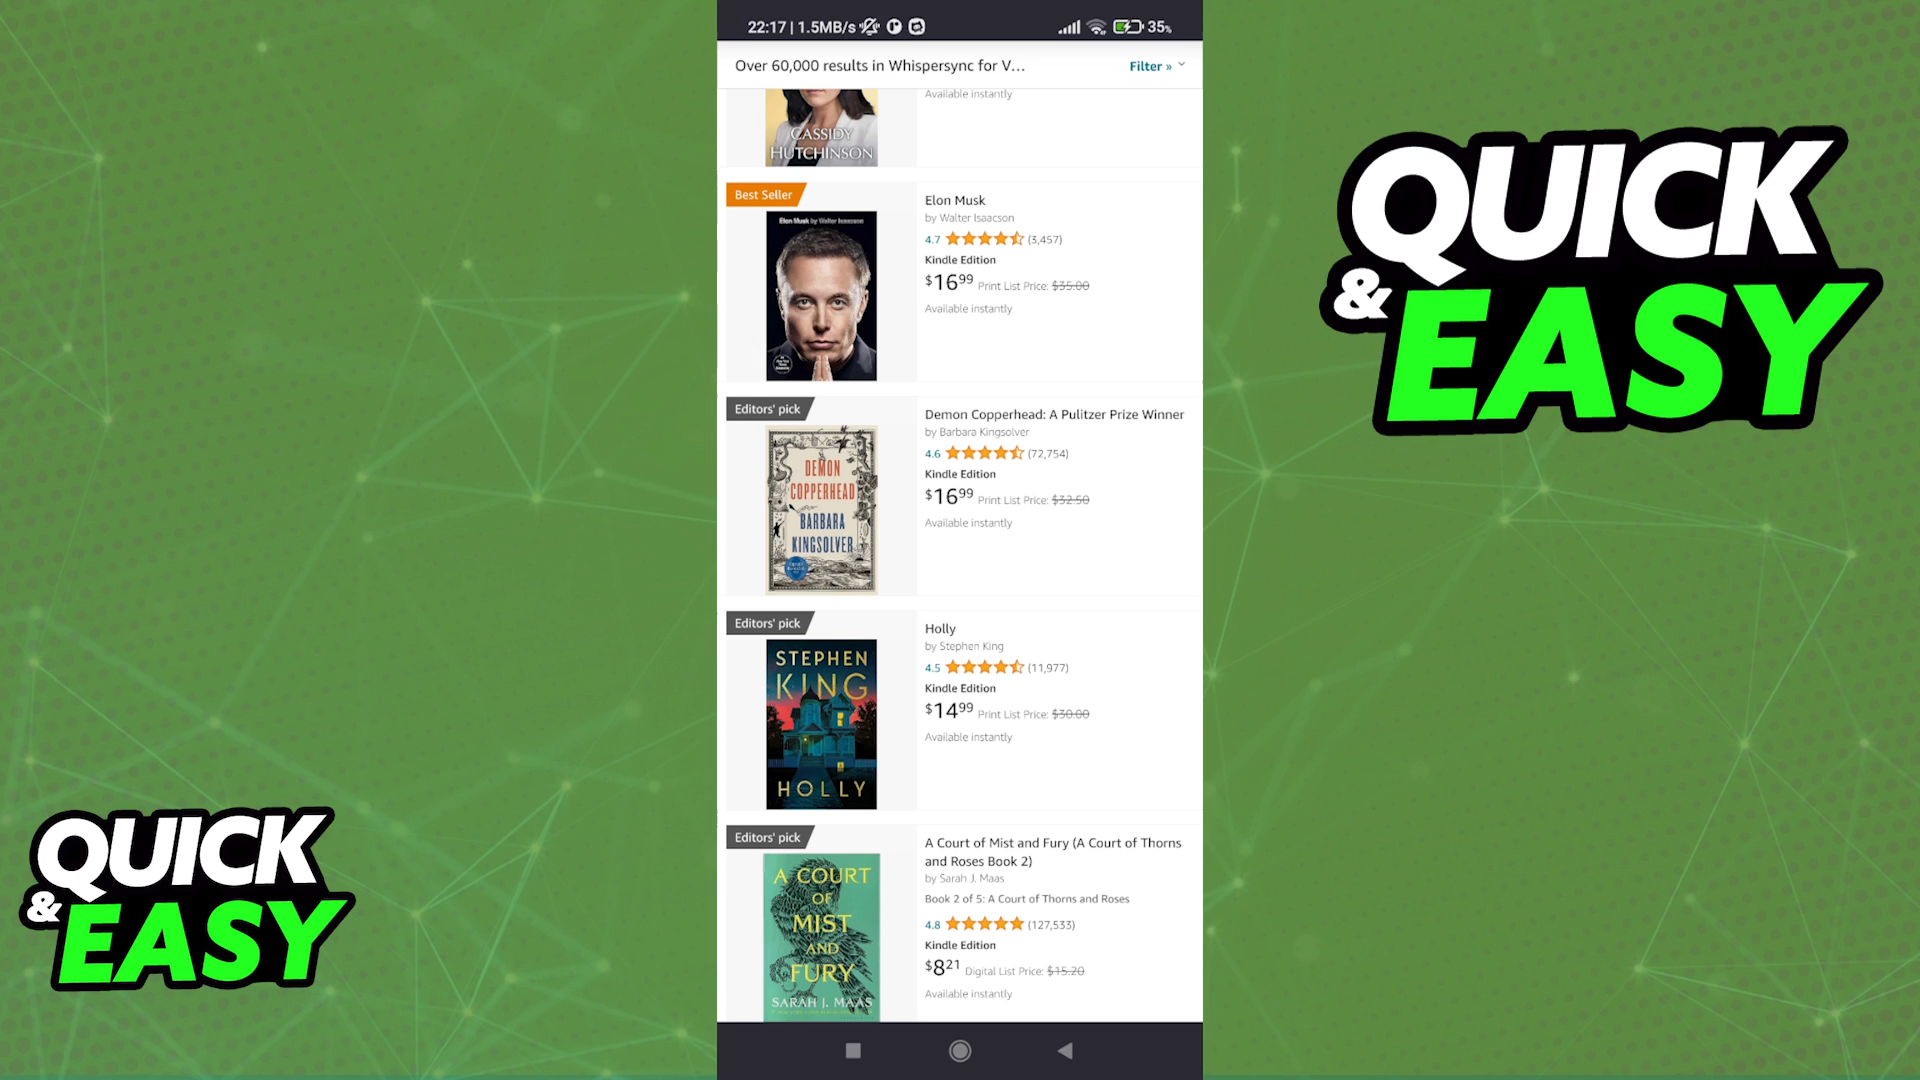 22:17 | 1.5MB/s
35%
Over 60,000 results in Whispersync for V...
Filter »
Available instantly
CASSIDY
HUTCHINSON
Best Seller
Elon Musk by Walter Isaacson
Elon Musk
by Walter Isaacson
4.7 (3,457)
Kindle Edition
$16 99 Print List Price: $35.00
Available instantly
Editors' pick
DEMON
COPPERHEAD
BARBARA
KINGSOLVER
Demon Copperhead: A Pulitzer Prize Winner
by Barbara Kingsolver
4.6 (72,754)
Kindle Edition
$16 99 Print List Price: $32.50
Available instantly
Editors' pick
STEPHEN
KING
HOLLY
Holly
by Stephen King
4.5 (11,977)
Kindle Edition
$14 99 Print List Price: $30.00
Available instantly
Editors' pick
A COURT
OF
MIST
AND
FURY
SARAH J. MAAS
A Court of Mist and Fury (A Court of Thorns
and Roses Book 2)
by Sarah J. Maas
Book 2 of 5: A Court of Thorns and Roses
4.8 (127,533)
Kindle Edition
$8 21 Digital List Price: $15.20
Available instantly
QUICK
& EASY
QUICK
& EASY